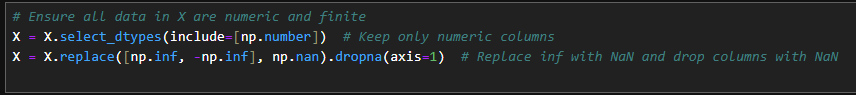 # Ensure all data in X are numeric and finite
X = X.select_dtypes(include=[np.number])  # Keep only numeric columns
X = X.replace([np.inf, -np.inf], np.nan).dropna(axis=1)  # Replace inf with NaN and drop columns with NaN